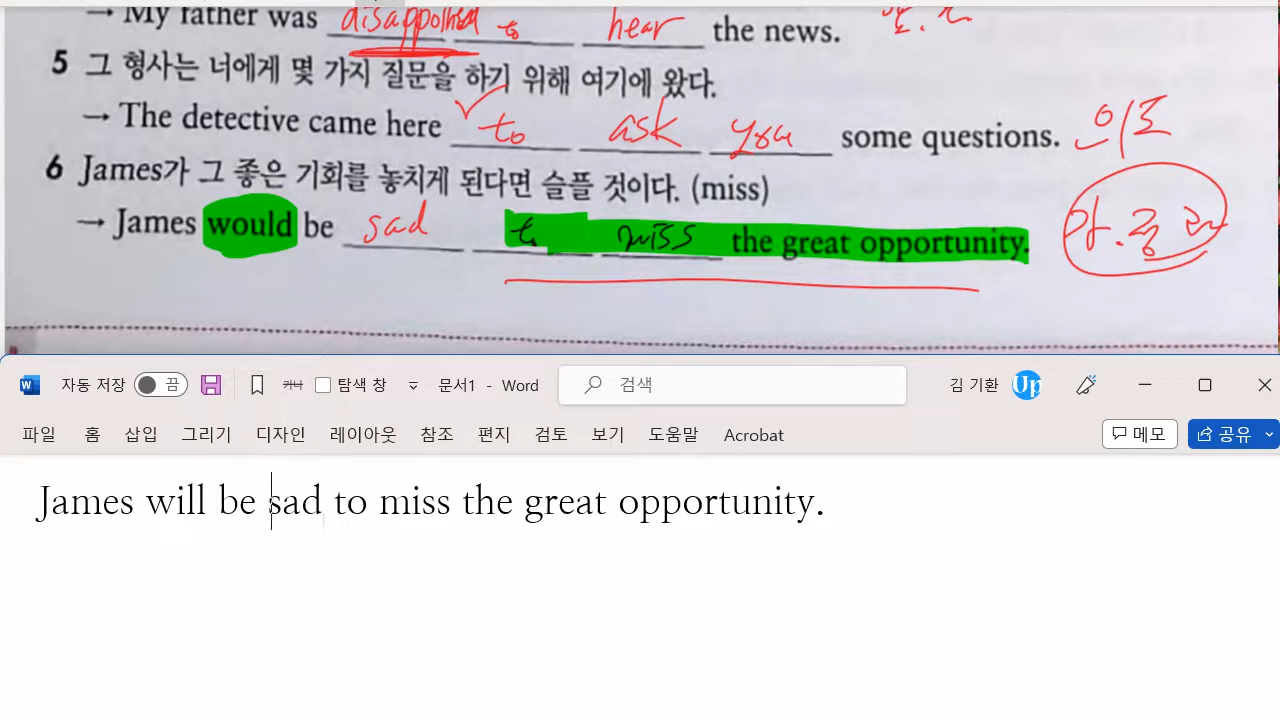 → My father was disappoined to hear the news.
5 그 형사는 너에게 몇 가지 질문을 하기 위해 여기에 왔다.
→ The detective came here to ask you some questions. 의도
6 James가 그 좋은 기회를 놓치게 된다면 슬플 것이다. (miss)
→ James would be sad to miss the great opportunity.
자동 저장 끔 가나 탐색 창 문서1 - Word 검색 김 기환 Up
파일 홈 삽입 그리기 디자인 레이아웃 참조 편지 검토 보기 도움말 Acrobat 메모 공유
James will be sad to miss the great opportunity.